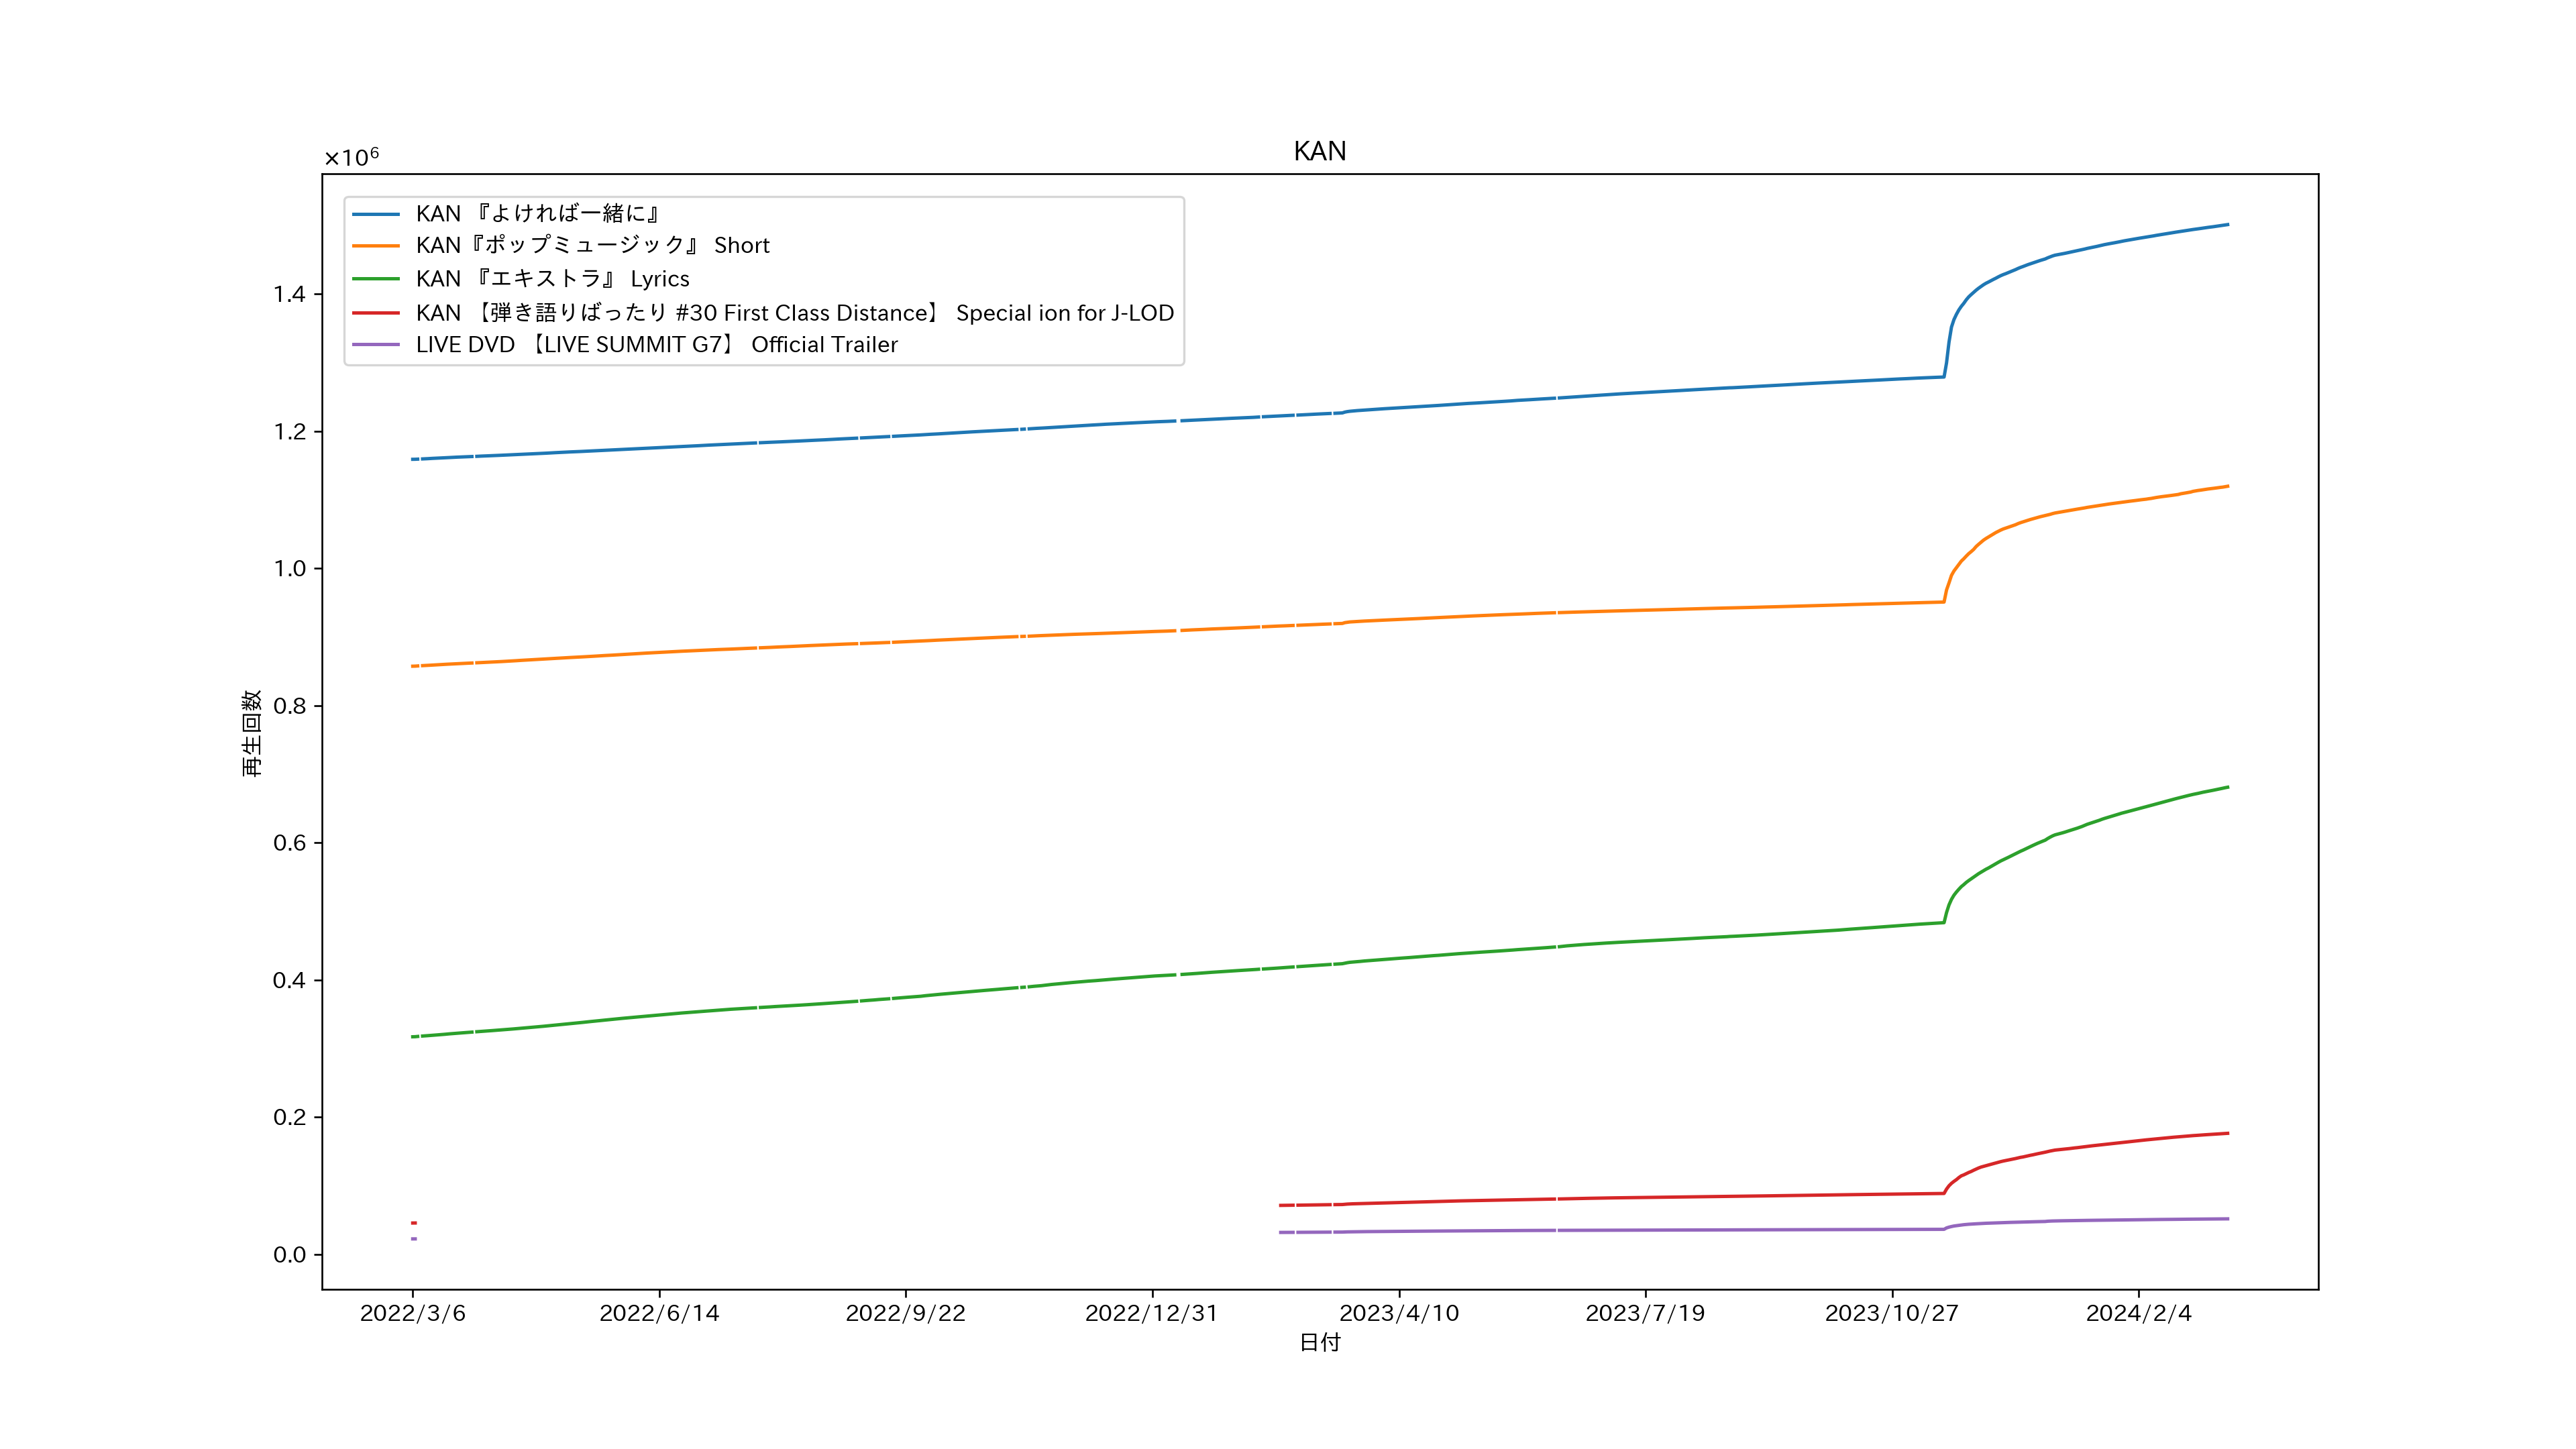 KAN
×10⁶
KAN 『よければ一緒に』
KAN『ポップミュージック』 Short
KAN 『エキストラ』 Lyrics
KAN 【弾き語りばったり #30 First Class Distance】 Special ion for J-LOD
LIVE DVD 【LIVE SUMMIT G7】 Official Trailer
1.4
1.2
1.0
0.8
0.6
0.4
0.2
0.0
再生回数
2022/3/6 2022/6/14 2022/9/22 2022/12/31 2023/4/10 2023/7/19 2023/10/27 2024/2/4
日付